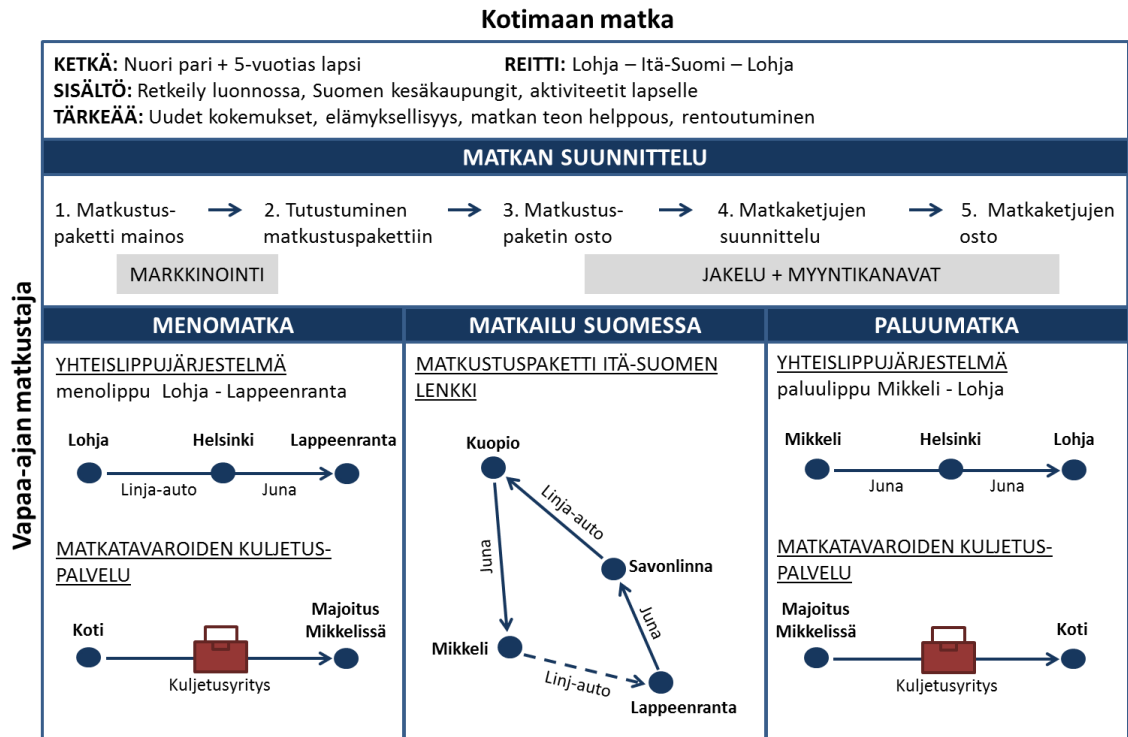 Kotimaan matka
KETKÄ: Nuori pari + 5-vuotias lapsi
REITTI: Lohja – Itä-Suomi – Lohja
SISÄLTÖ: Retkeily luonnossa, Suomen kesäkaupungit, aktiviteetit lapselle
TÄRKEÄÄ: Uudet kokemukset, elämyksellisyys, matkan teon helppous, rentoutuminen
MATKAN SUUNNITTELU
1. Matkustus-
paketti mainos
2. Tutustuminen
matkustuspakettiin
3. Matkustus-
paketin osto
4. Matkaketjujen
suunnittelu
5. Matkaketjujen
osto
MARKKINOINTI
JAKELU + MYYNTIKANAVAT
Vapaa-ajan matkustaja
MENOMATKA
YHTEISLIPPUJÄRJESTELMÄ
menolippu Lohja - Lappeenranta
Lohja
Helsinki
Lappeenranta
Linja-auto
Juna
MATKATAVAROIDEN KULJETUS-
PALVELU
Koti
Majoitus
Mikkelissä
Kuljetusyritys
MATKAILU SUOMESSA
MATKUSTUSPAKETTI ITÄ-SUOMEN
LENKKI
Kuopio
Linja-auto
Juna
Savonlinna
Juna
Mikkeli
Linj-auto
Lappeenranta
PALUUMATKA
YHTEISLIPPUJÄRJESTELMÄ
paluulippu Mikkeli - Lohja
Mikkeli
Helsinki
Lohja
Juna
Juna
MATKATAVAROIDEN KULJETUS-
PALVELU
Majoitus
Mikkelissä
Koti
Kuljetusyritys